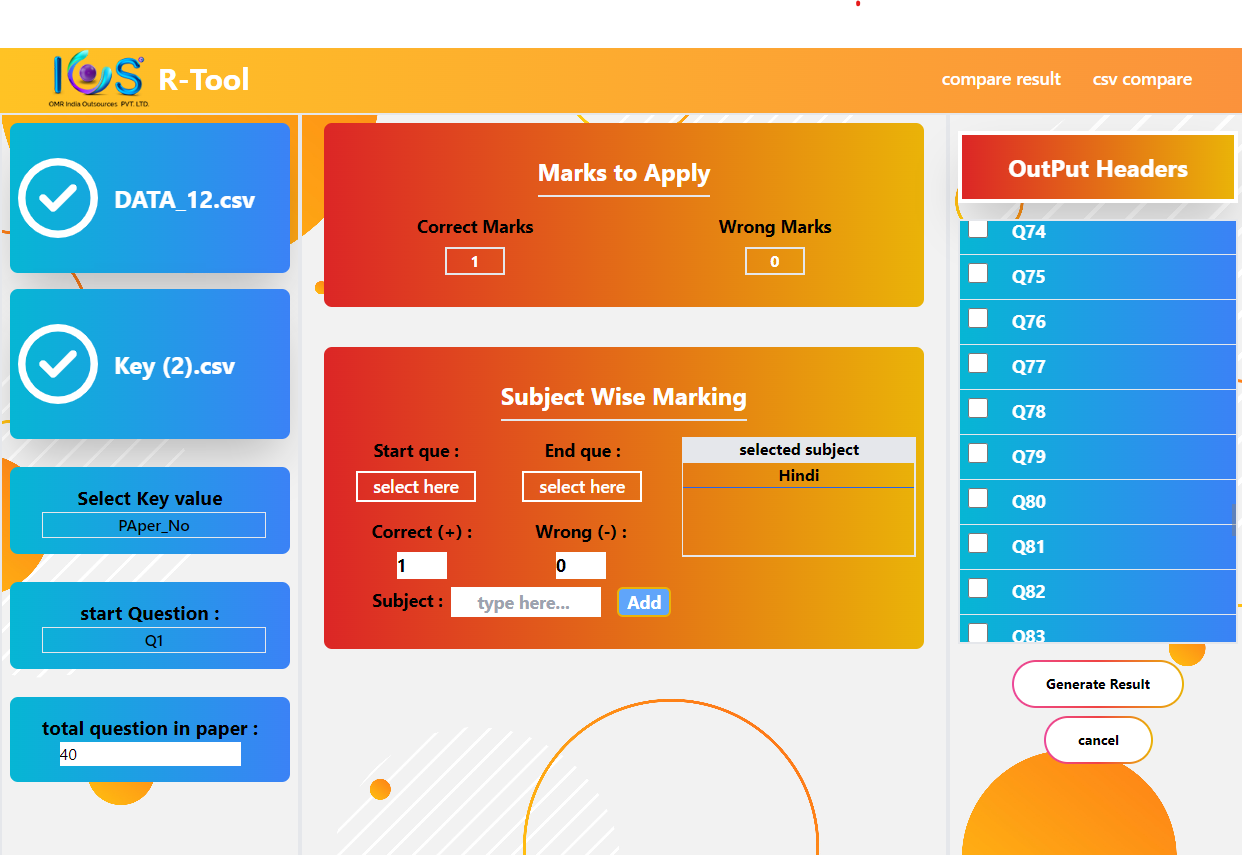 IOS
OMR India Outsources PVT. LTD.
R-Tool
compare result
csv compare
DATA_12.csv
Key (2).csv
Select Key value
PAper_No
start Question :
Q1
total question in paper :
40
Marks to Apply
Correct Marks
Wrong Marks
1
0
Subject Wise Marking
Start que :
End que :
select here
select here
Correct (+) :
Wrong (-) :
1
0
Subject :
type here...
Add
selected subject
Hindi
OutPut Headers
Q74
Q75
Q76
Q77
Q78
Q79
Q80
Q81
Q82
Q83
Generate Result
cancel